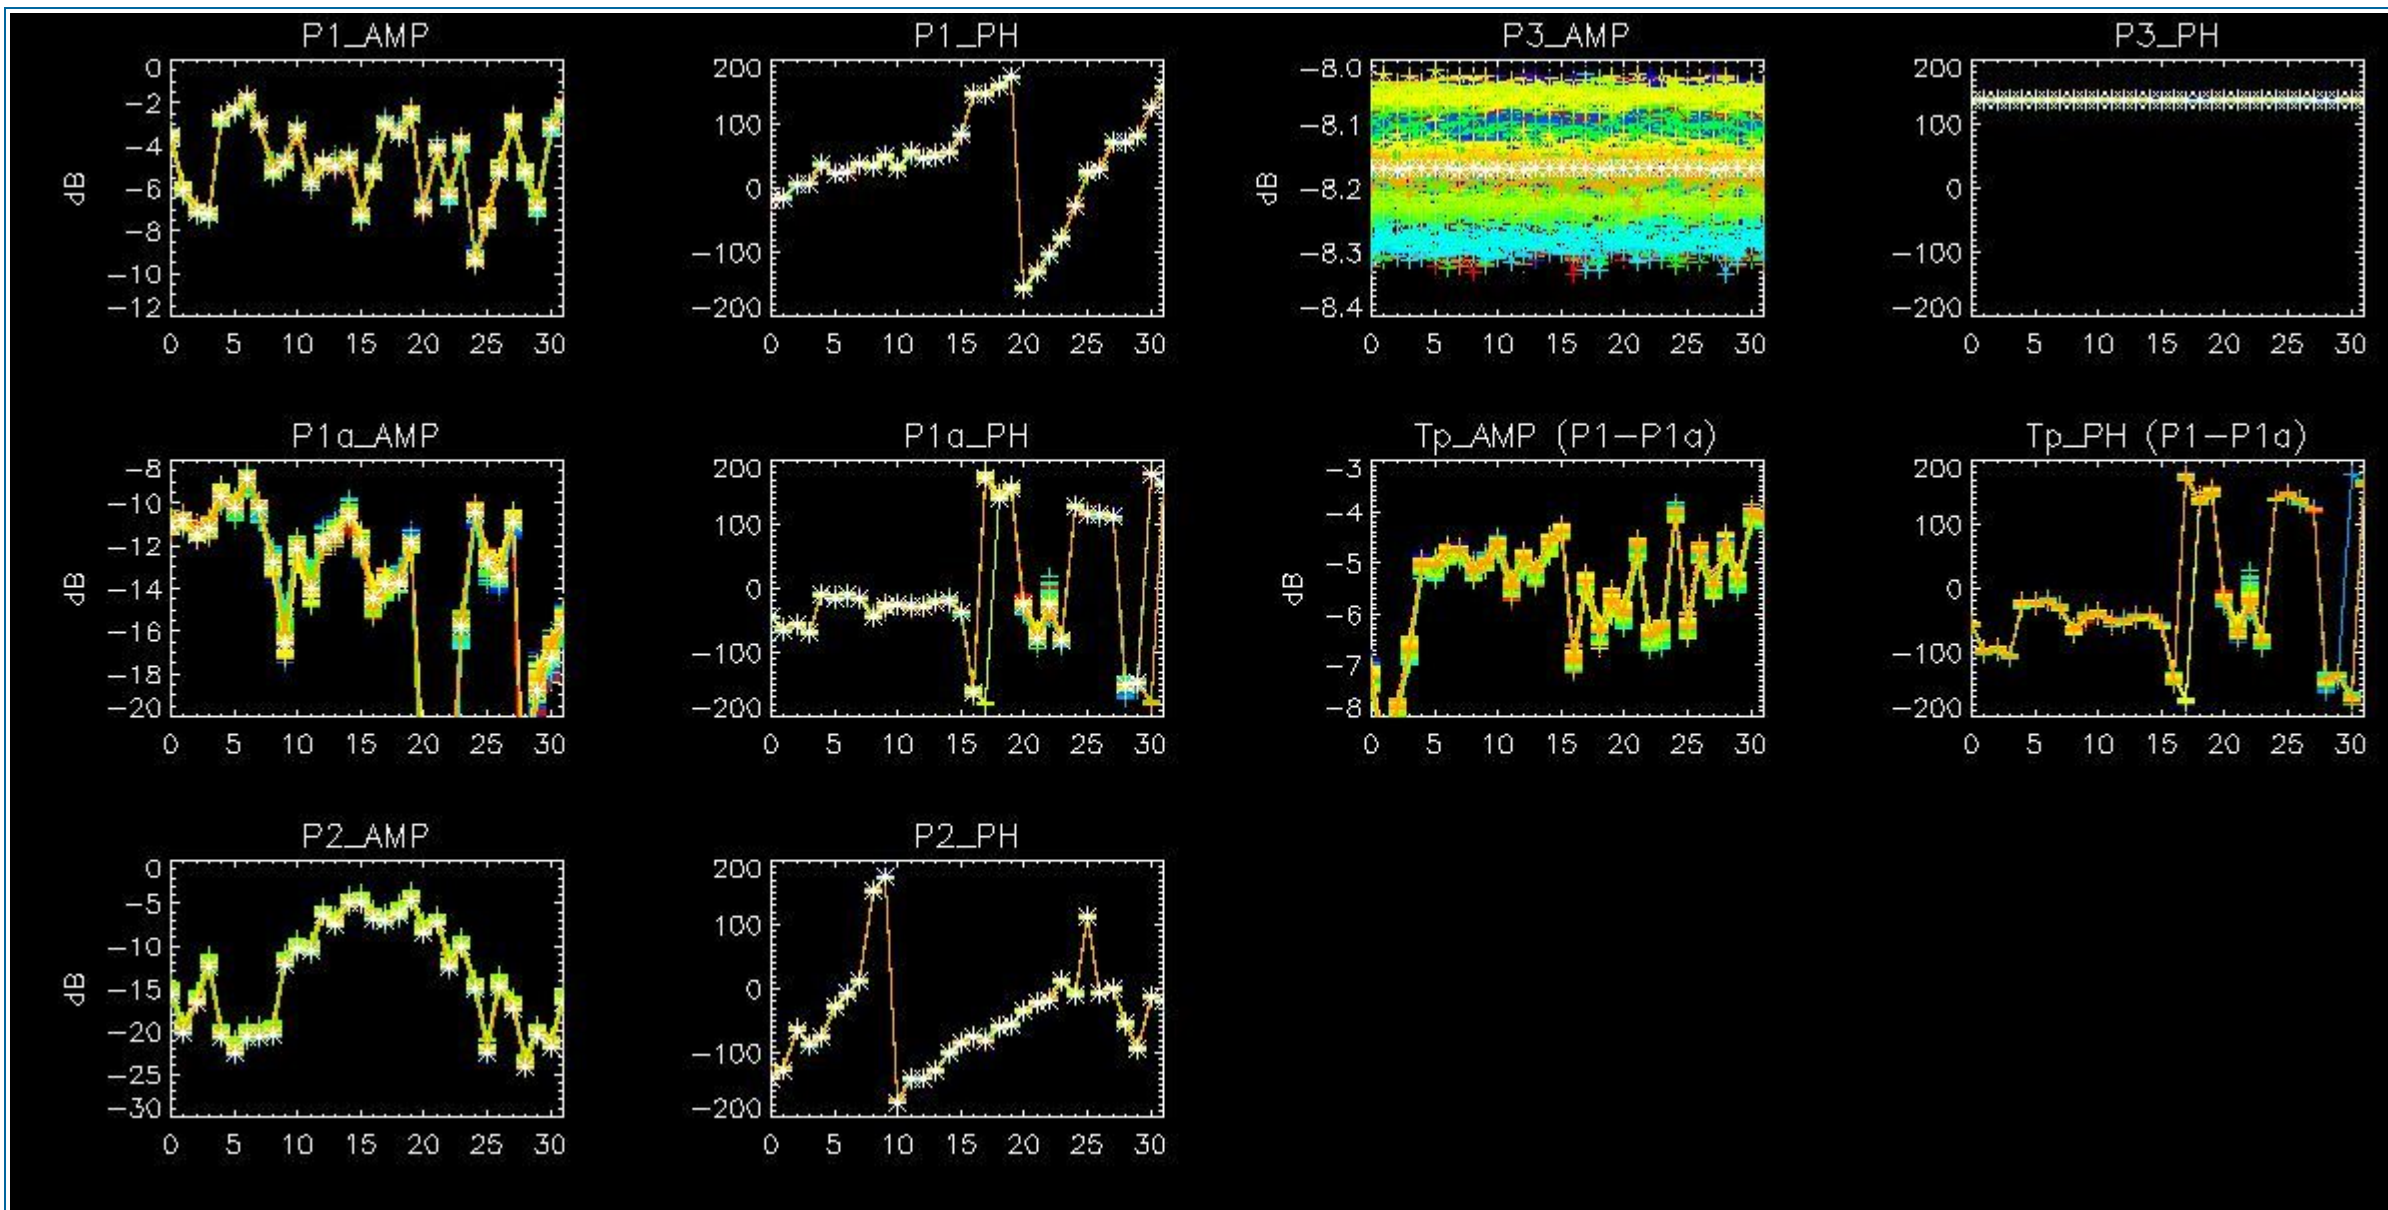 P1_AMP
P1_PH
P3_AMP
P3_PH
0
−2
−4
−6
−8
−10
−12
dB
0 5 10 15 20 25 30
200
100
0
−100
−200
0 5 10 15 20 25 30
−8.0
−8.1
−8.2
−8.3
−8.4
dB
0 5 10 15 20 25 30
200
100
0
−100
−200
0 5 10 15 20 25 30
P1a_AMP
P1a_PH
Tp_AMP (P1−P1a)
Tp_PH (P1−P1a)
−8
−10
−12
−14
−16
−18
−20
dB
0 5 10 15 20 25 30
200
100
0
−100
−200
0 5 10 15 20 25 30
−3
−4
−5
−6
−7
−8
dB
0 5 10 15 20 25 30
200
100
0
−100
−200
0 5 10 15 20 25 30
P2_AMP
P2_PH
0
−5
−10
−15
−20
−25
−30
dB
0 5 10 15 20 25 30
200
100
0
−100
−200
0 5 10 15 20 25 30